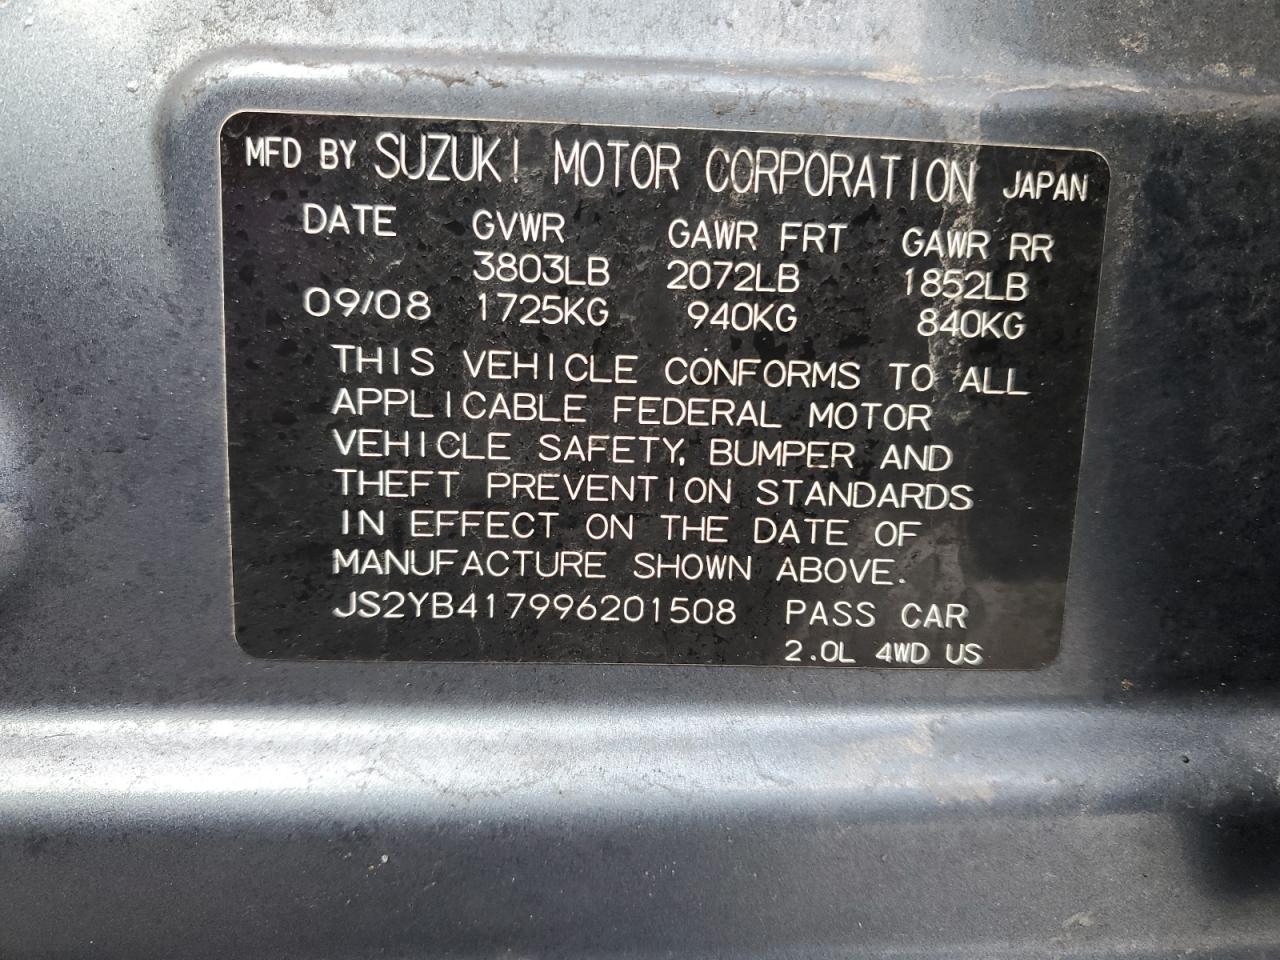 MFD BY SUZUKI MOTOR CORPORATION JAPAN
DATE GVWR GAWR FRT GAWR RR
3803LB 2072LB 1852LB
09/08 1725KG 940KG 840KG
THIS VEHICLE CONFORMS TO ALL
APPLICABLE FEDERAL MOTOR
VEHICLE SAFETY, BUMPER AND
THEFT PREVENTION STANDARDS
IN EFFECT ON THE DATE OF
MANUFACTURE SHOWN ABOVE.
JS2YB417996201508 PASS CAR
2.0L 4WD US